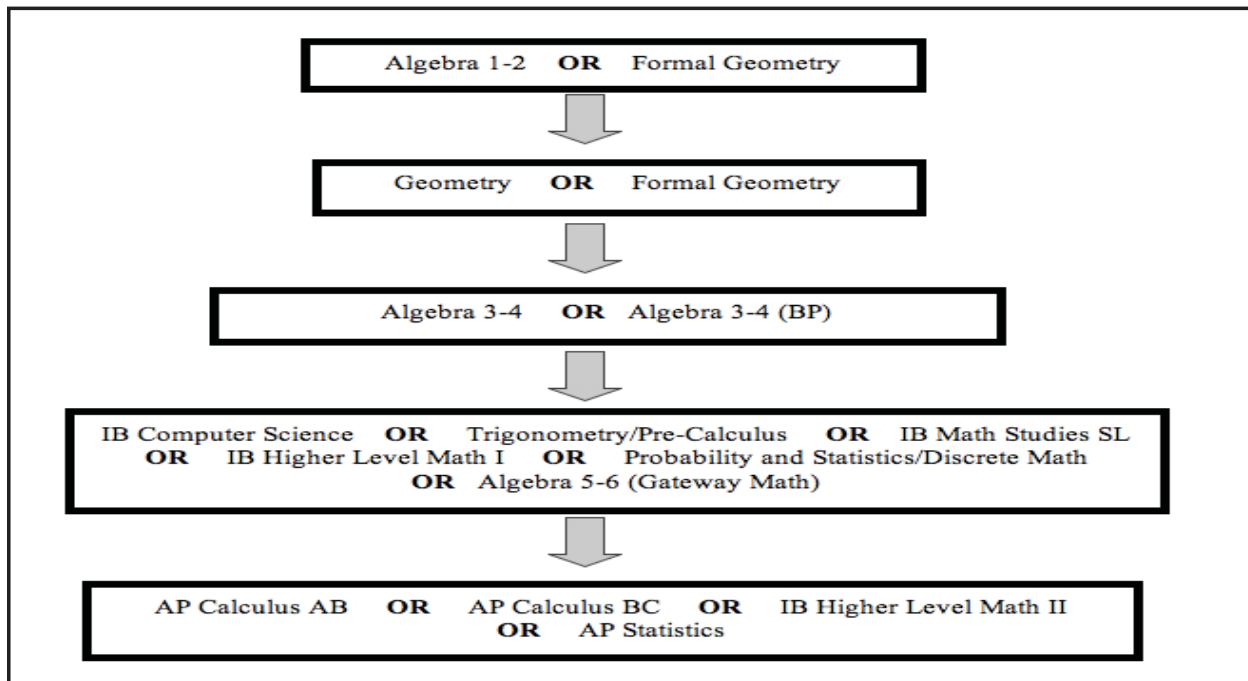 Algebra 1-2 OR Formal Geometry
Geometry OR Formal Geometry
Algebra 3-4 OR Algebra 3-4 (BP)
IB Computer Science OR Trigonometry/Pre-Calculus OR IB Math Studies SL
OR IB Higher Level Math I OR Probability and Statistics/Discrete Math
OR Algebra 5-6 (Gateway Math)
AP Calculus AB OR AP Calculus BC OR IB Higher Level Math II
OR AP Statistics